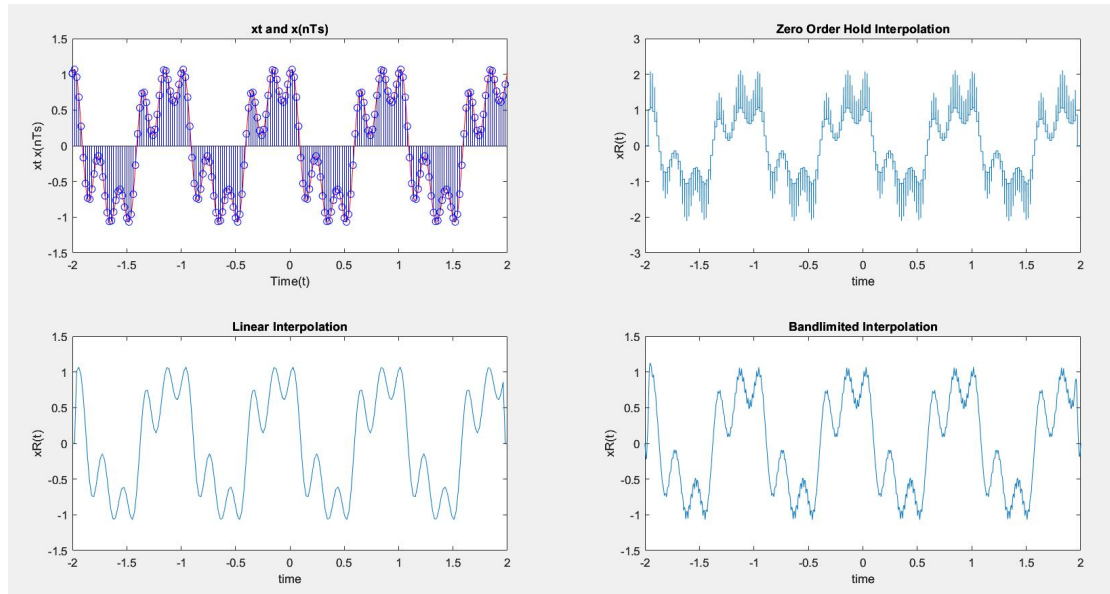 xt and x(nTs)
1.5
1
0.5
0
-0.5
-1
-1.5
xt x(nTs)
-2 -1.5 -1 -0.5 0 0.5 1 1.5 2
Time(t)
Zero Order Hold Interpolation
3
2
1
0
-1
-2
-3
xR(t)
-2 -1.5 -1 -0.5 0 0.5 1 1.5 2
time
Linear Interpolation
1.5
1
0.5
0
-0.5
-1
-1.5
xR(t)
-2 -1.5 -1 -0.5 0 0.5 1 1.5 2
time
Bandlimited Interpolation
1.5
1
0.5
0
-0.5
-1
-1.5
xR(t)
-2 -1.5 -1 -0.5 0 0.5 1 1.5 2
time